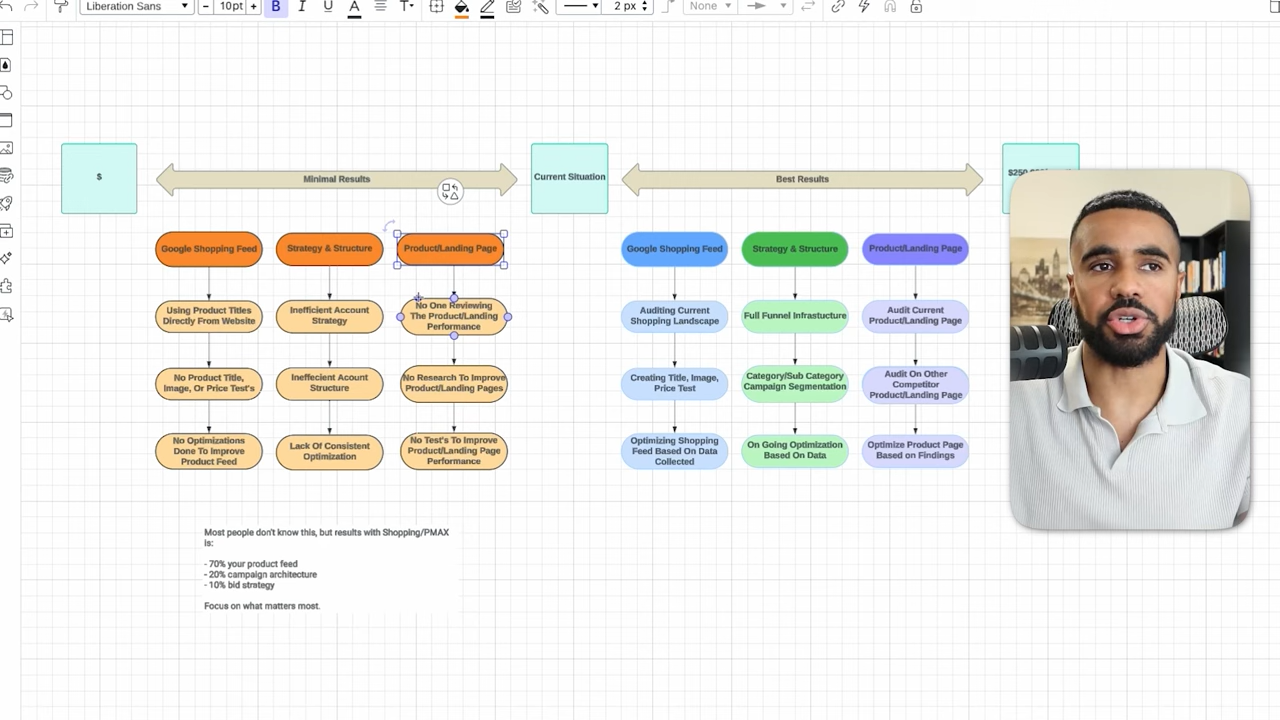 Liberation Sans
10pt
B
I
U
A
T
2 px
None
$
Minimal Results
Current Situation
Best Results
Google Shopping Feed
Strategy & Structure
Product/Landing Page
Using Product Titles
Directly From Website
Inefficient Account
Strategy
No One Reviewing
The Product/Landing
Performance
No Product Title,
Image, Or Price Test's
Ineffecient Acount
Structure
No Research To Improve
Product/Landing Pages
No Optimizations
Done To Improve
Product Feed
Lack Of Consistent
Optimization
No Test's To Improve
Product/Landing Page
Performance
Google Shopping Feed
Strategy & Structure
Product/Landing Page
Auditing Current
Shopping Landscape
Full Funnel Infrastucture
Audit Current
Product/Landing Page
Creating Title, Image,
Price Test
Category/Sub Category
Campaign Segmentation
Audit On Other
Competitor
Product/Landing Page
Optimizing Shopping
Feed Based On Data
Collected
On Going Optimization
Based On Data
Optimize Product Page
Based on Findings
Most people don't know this, but results with Shopping/PMAX
is:
- 70% your product feed
- 20% campaign architecture
- 10% bid strategy
Focus on what matters most.